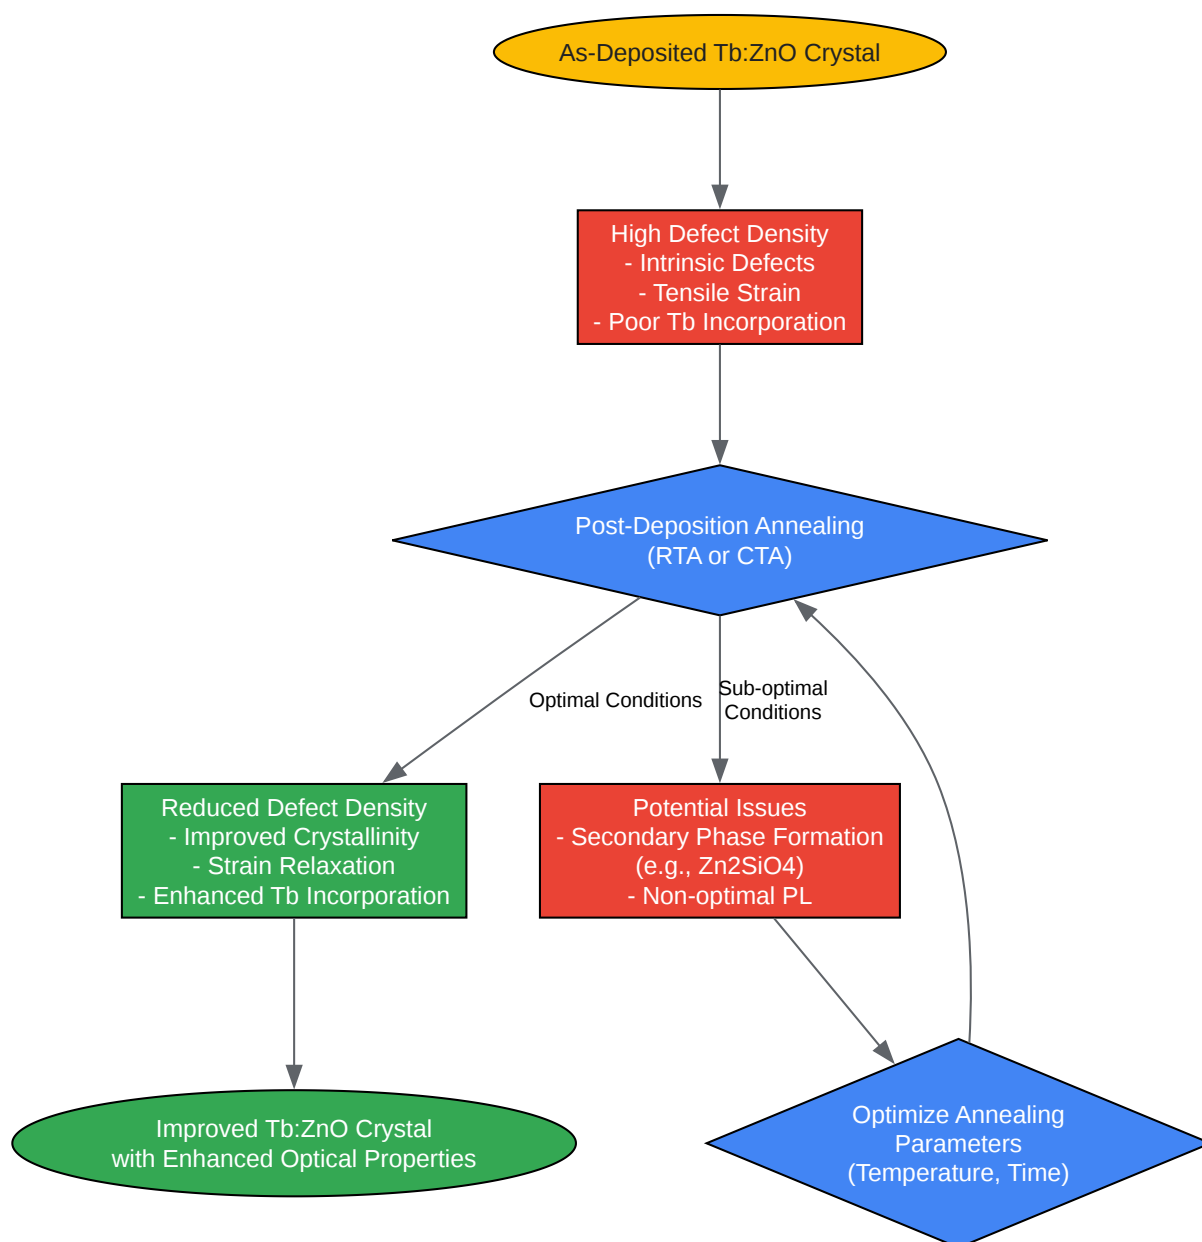 As-Deposited Tb:ZnO Crystal
High Defect Density
- Intrinsic Defects
- Tensile Strain
- Poor Tb Incorporation
Post-Deposition Annealing
(RTA or CTA)
Optimal Conditions
Sub-optimal
Conditions
Reduced Defect Density
- Improved Crystallinity
- Strain Relaxation
- Enhanced Tb Incorporation
Potential Issues
- Secondary Phase Formation
(e.g., Zn2SiO4)
- Non-optimal PL
Improved Tb:ZnO Crystal
with Enhanced Optical Properties
Optimize Annealing
Parameters
(Temperature, Time)